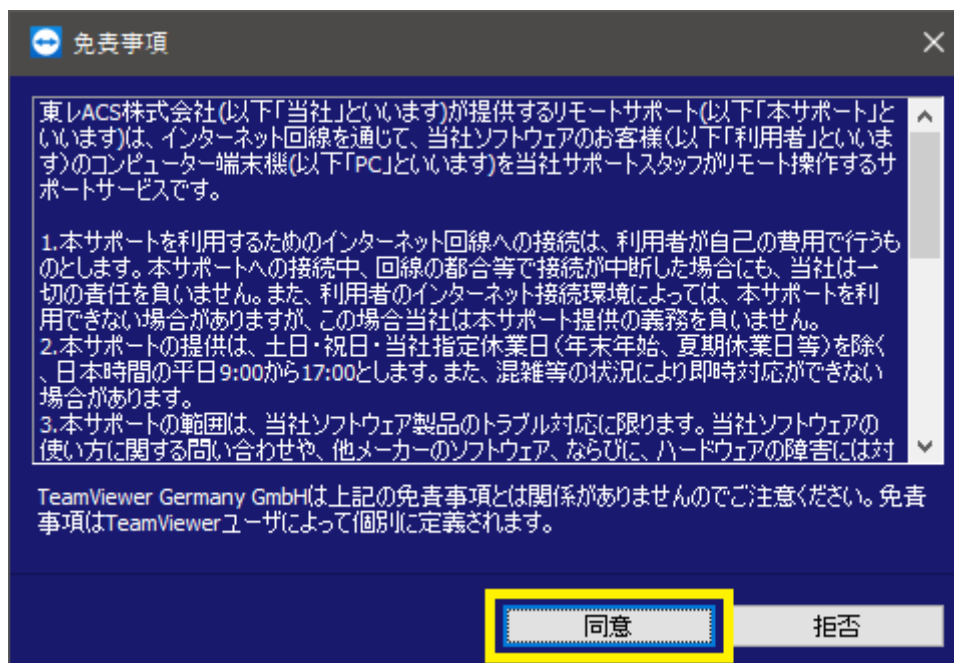 免責事項
東レACS株式会社(以下「当社」といいます)が提供するリモートサポート(以下「本サポート」と
いいます)は、インターネット回線を通じて、当社ソフトウェアのお客様(以下「利用者」といいま
す)のコンピューター端末機(以下「PC」といいます)を当社サポートスタッフがリモート操作するサ
ポートサービスです。
1.本サポートを利用するためのインターネット回線への接続は、利用者が自己の費用で行うも
のとします。本サポートへの接続中、回線の都合等で接続が中断した場合にも、当社は一
切の責任を負いません。また、利用者のインターネット接続環境によっては、本サポートを利
用できない場合がありますが、この場合当社は本サポート提供の義務を負いません。
2.本サポートの提供は、土日・祝日・当社指定休業日(年末年始、夏期休業日等)を除く
、日本時間の平日9:00から17:00とします。また、混雑等の状況により即時対応ができない
場合があります。
3.本サポートの範囲は、当社ソフトウェア製品のトラブル対応に限ります。当社ソフトウェアの
使い方に関する問い合わせや、他メーカーのソフトウェア、ならびに、ハードウェアの障害には対
TeamViewer Germany GmbHは上記の免責事項とは関係がありませんのでご注意ください。免責
事項はTeamViewerユーザによって個別に定義されます。
同意
拒否